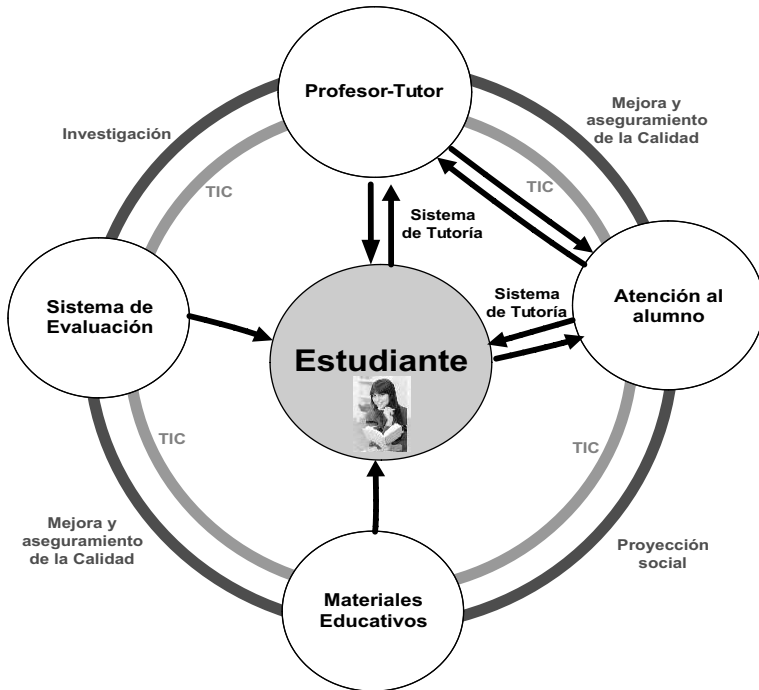 Profesor-Tutor
Mejora y
aseguramiento
de la Calidad
Investigación
TIC
TIC
Sistema
de Tutoría
Sistema de
Evaluación
Sistema
de Tutoría
Atención al
alumno
Estudiante
TIC
TIC
Mejora y
aseguramiento
de la Calidad
Proyección
social
Materiales
Educativos